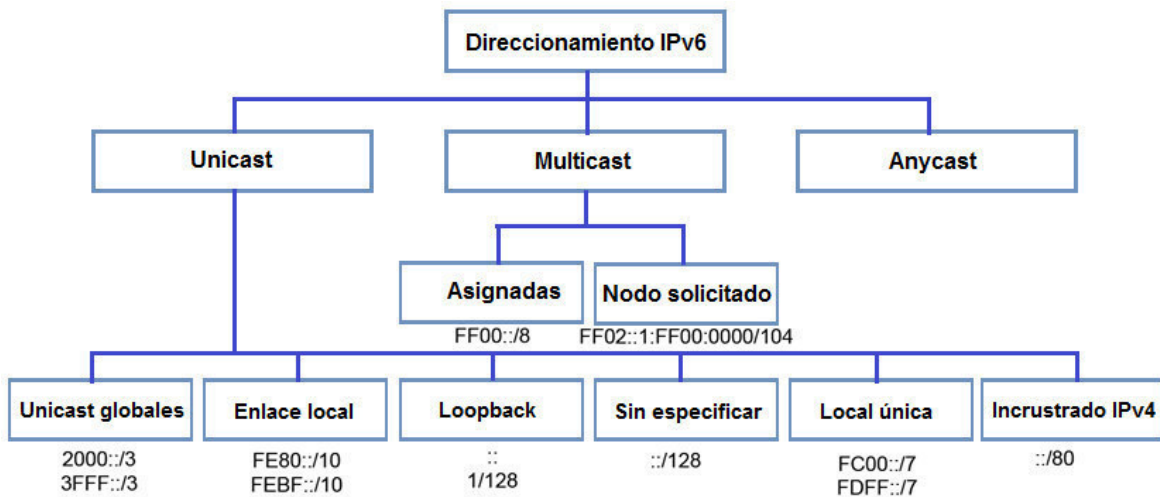 Direccionamiento IPv6
Unicast
Multicast
Anycast
Asignadas
FF00::/8
Nodo solicitado
FF02::1:FF00:0000/104
Unicast globales
2000::/3
3FFF::/3
Enlace local
FE80::/10
FEBF::/10
Loopback
::
1/128
Sin especificar
::/128
Local única
FC00::/7
FDFF::/7
Incrustrado IPv4
::/80